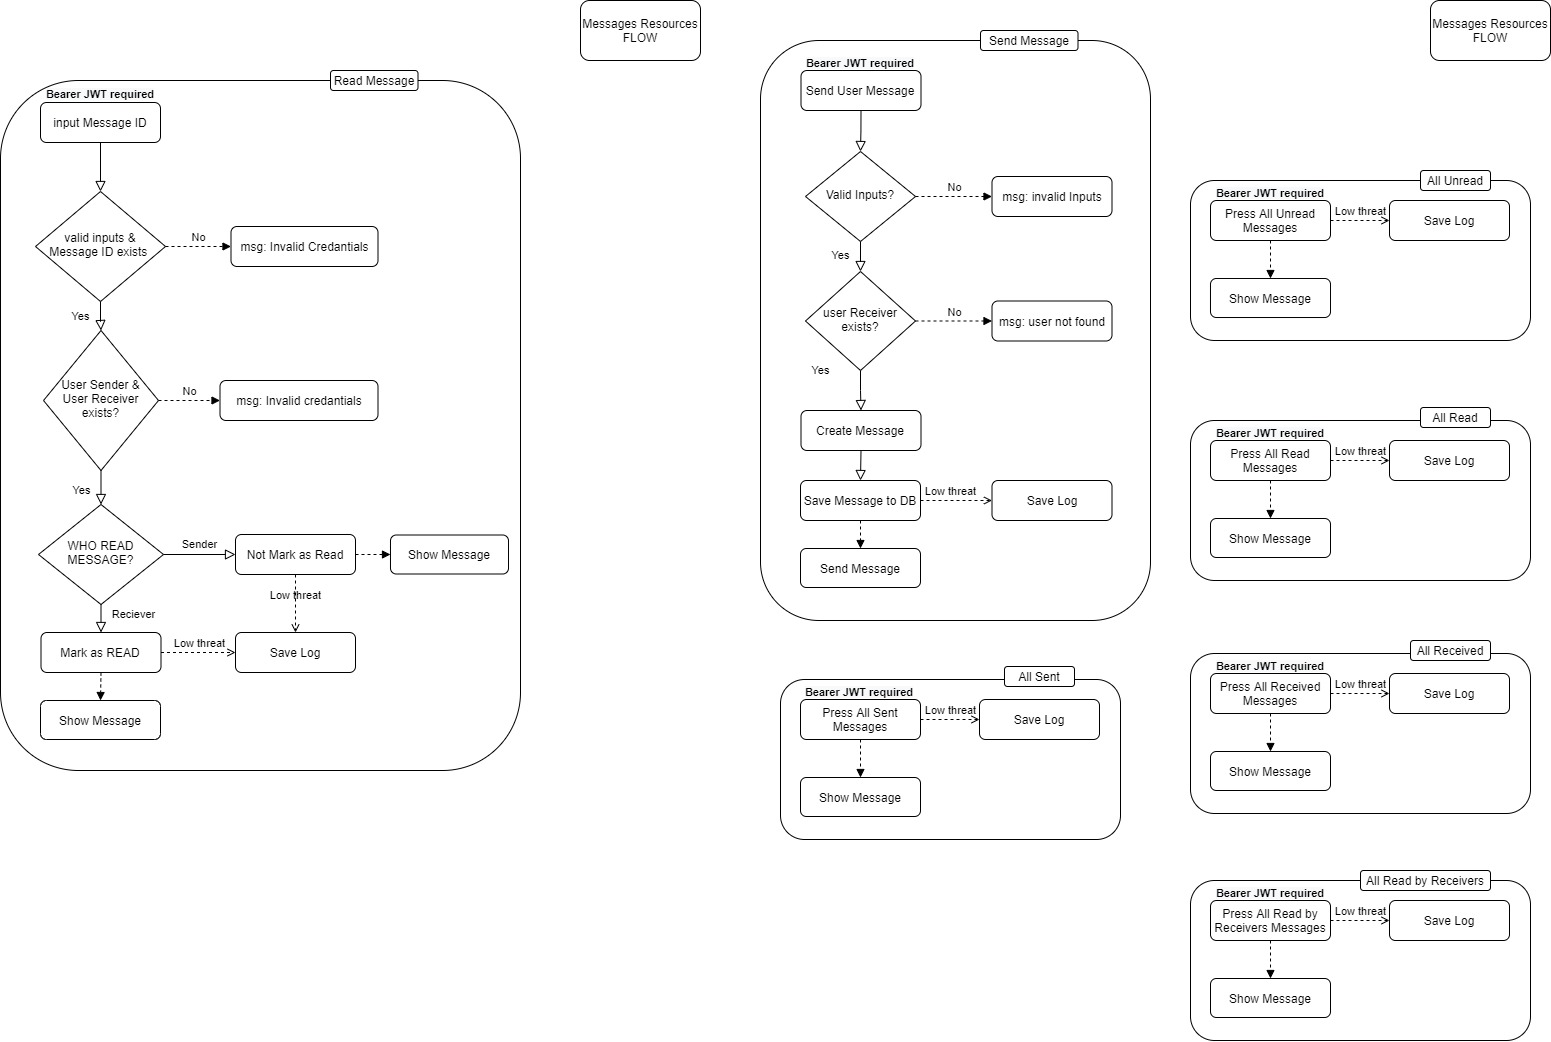 Messages Resources
FLOW
Messages Resources
FLOW
Read Message
Bearer JWT required
input Message ID
valid inputs &
Message ID exists
No
msg: Invalid Credantials
Yes
User Sender &
User Receiver
exists?
No
msg: Invalid credantials
Yes
WHO READ
MESSAGE?
Sender
Not Mark as Read
Show Message
Low threat
Reciever
Mark as READ
Low threat
Save Log
Show Message
Send Message
Bearer JWT required
Send User Message
Valid Inputs?
No
msg: invalid Inputs
Yes
user Receiver
exists?
No
msg: user not found
Yes
Create Message
Save Message to DB
Low threat
Save Log
Send Message
All Sent
Bearer JWT required
Press All Sent
Messages
Low threat
Save Log
Show Message
All Unread
Bearer JWT required
Press All Unread
Messages
Low threat
Save Log
Show Message
All Read
Bearer JWT required
Press All Read
Messages
Low threat
Save Log
Show Message
All Received
Bearer JWT required
Press All Received
Messages
Low threat
Save Log
Show Message
All Read by Receivers
Bearer JWT required
Press All Read by
Receivers Messages
Low threat
Save Log
Show Message